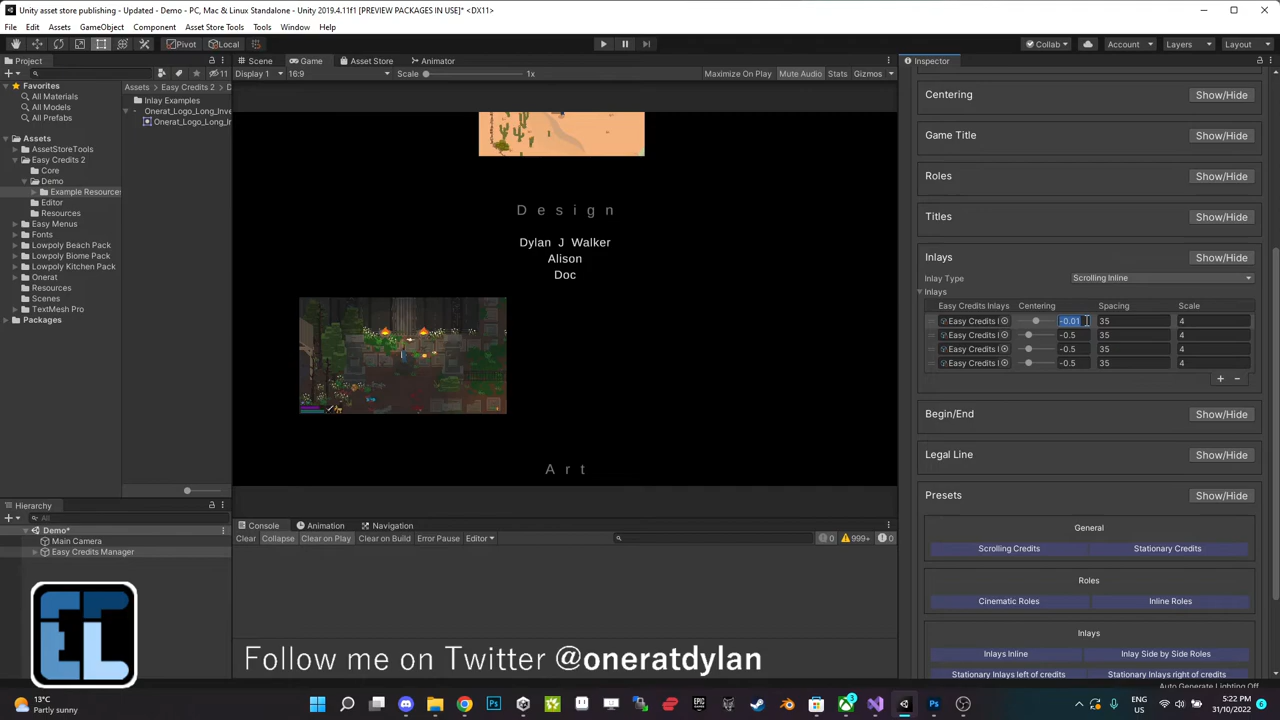 Unity asset store publishing - Updated - Demo - PC, Mac & Linux Standalone - Unity 2019.4.11f1 [PREVIEW PACKAGES IN USE]* <DX11>
File Edit Assets GameObject Component Asset Store Tools Tools Window Help
Pivot Local
Collab Account Layers Layout
Project
Scene Game Asset Store Animator
Inspector
11
Display 1 16:9 Scale 1x Maximize On Play Mute Audio Stats Gizmos
Favorites
All Materials
All Models
All Prefabs
Assets
AssetStoreTools
Easy Credits 2
Core
Demo
Example Resources
Editor
Resources
Easy Menus
Fonts
Lowpoly Beach Pack
Lowpoly Biome Pack
Lowpoly Kitchen Pack
Onerat
Resources
Scenes
TextMesh Pro
Packages
Assets > Easy Credits 2 > D
Inlay Examples
Onerat_Logo_Long_Inve
Onerat_Logo_Long_In
Design
Dylan J Walker
Alison
Doc
Art
Centering Show/Hide
Game Title Show/Hide
Roles Show/Hide
Titles Show/Hide
Inlays Show/Hide
Inlay Type Scrolling Inline
Inlays
Easy Credits Inlays Centering Spacing Scale
Easy Credits I -0.01 35 4
Easy Credits I -0.5 35 4
Easy Credits I -0.5 35 4
Easy Credits I -0.5 35 4
+ -
Begin/End Show/Hide
Legal Line Show/Hide
Presets Show/Hide
General
Scrolling Credits Stationary Credits
Roles
Cinematic Roles Inline Roles
Inlays
Inlays Inline Inlay Side by Side Roles
Stationary Inlays left of credits Stationary Inlays right of credits
Auto Generate Lighting Off
Hierarchy
All
Demo*
Main Camera
Easy Credits Manager
Console Animation Navigation
Clear Collapse Clear on Play Clear on Build Error Pause Editor 0 999+ 0
Follow me on Twitter @oneratdylan
13°C
Partly sunny
3
ENG
US
5:22 PM
31/10/2022
6